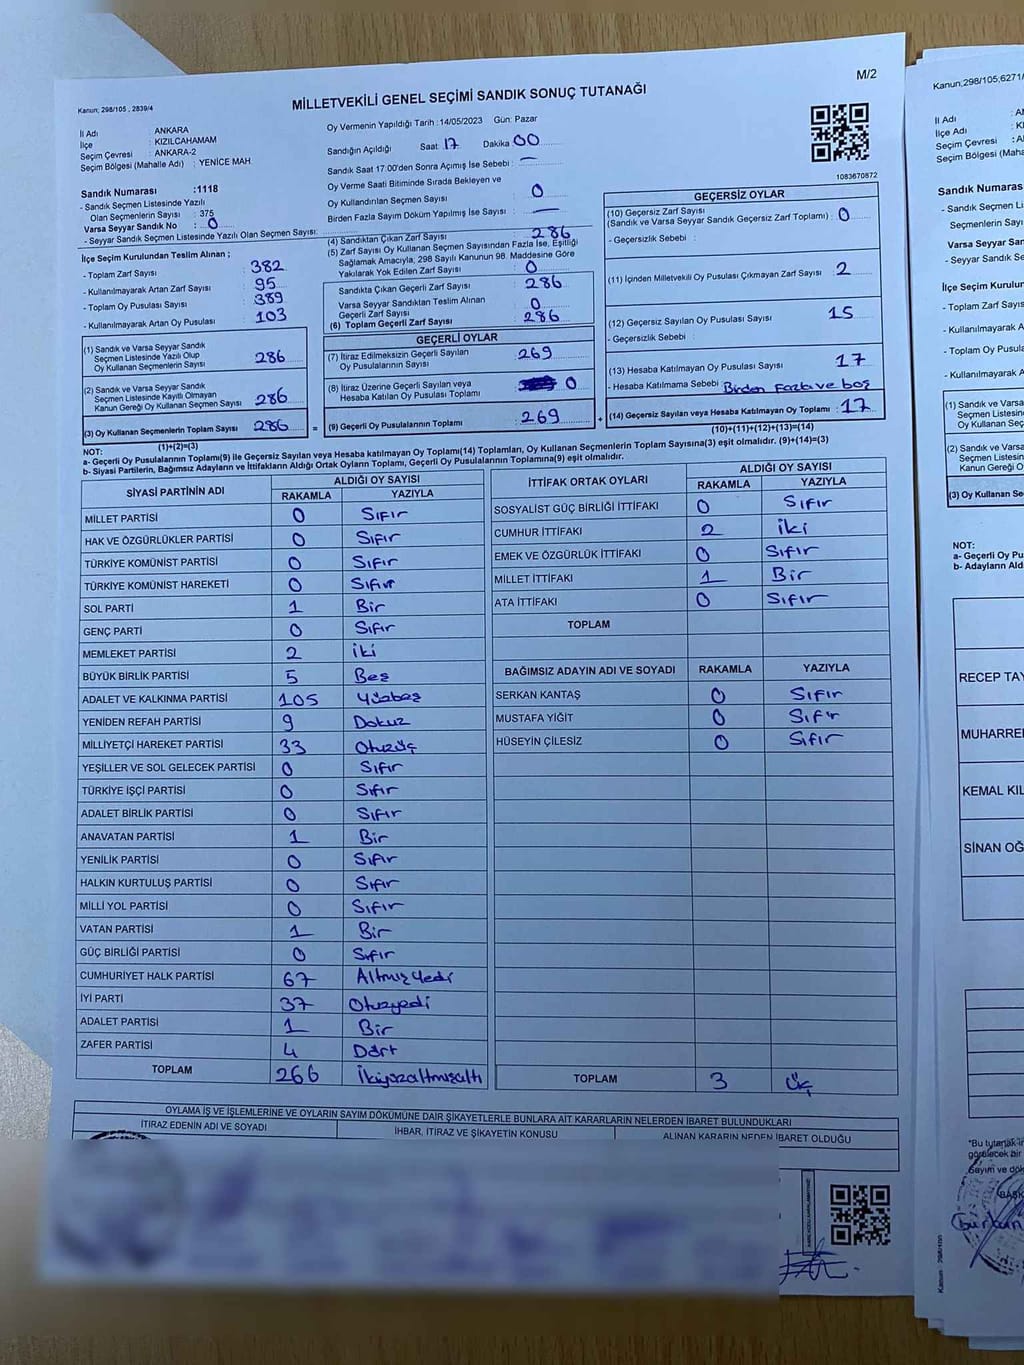 M/2
Kanun; 298/105 , 2839/4
MİLLETVEKİLİ GENEL SEÇİMİ SANDIK SONUÇ TUTANAĞI
İl Adı : ANKARA
İlçe : KIZILCAHAMAM
Seçim Çevresi : ANKARA-2
Seçim Bölgesi (Mahalle Adı) : YENİCE MAH.
Sandık Numarası :1118
- Sandık Seçmen Listesinde Yazılı
Olan Seçmenlerin Sayısı : 375
Varsa Seyyar Sandık No : 0
- Seyyar Sandık Seçmen Listesinde Yazılı Olan Seçmen Sayısı:
İlçe Seçim Kurulundan Teslim Alınan ;
- Toplam Zarf Sayısı : 382
- Kullanılmayarak Artan Zarf Sayısı : 95
- Toplam Oy Pusulası Sayısı : 389
- Kullanılmayarak Artan Oy Pusulası : 103
(1) Sandık ve Varsa Seyyar Sandık
Seçmen Listesinde Yazılı Olup
Oy Kullanan Seçmenlerin Sayısı 286
(2) Sandık ve Varsa Seyyar Sandık
Seçmen Listesinde Kayıtlı Olmayan
Kanun Gereği Oy Kullanan Seçmen Sayısı 286
(3) Oy Kullanan Seçmenlerin Toplam Sayısı 286
(1)+(2)=(3)
Oy Vermenin Yapıldığı Tarih :14/05/2023 Gün: Pazar
Sandığın Açıldığı Saat 17 Dakika 00
Sandık Saat 17:00'den Sonra Açımış İse Sebebi : —
Oy Verme Saati Bitiminde Sırada Bekleyen ve
Oy Kullandırılan Seçmen Sayısı : 0
Birden Fazla Sayım Döküm Yapılmış İse Sayısı : —
(4) Sandıktan Çıkan Zarf Sayısı : 286
(5) Zarf Sayısı Oy Kullanan Seçmen Sayısından Fazla İse, Eşitliği
Sağlamak Amacıyla, 298 Sayılı Kanunun 98. Maddesine Göre
Yakılarak Yok Edilen Zarf Sayısı : 0
Sandıkta Çıkan Geçerli Zarf Sayısı : 286
Varsa Seyyar Sandıktan Teslim Alınan
Geçerli Zarf Sayısı : 0
(6) Toplam Geçerli Zarf Sayısı : 286
GEÇERLİ OYLAR
(7) İtiraz Edilmeksizin Geçerli Sayılan
Oy Pusulalarının Sayısı : 269
(8) İtiraz Üzerine Geçerli Sayılan veya
Hesaba Katılan Oy Pusulası Toplamı : 0
= (9) Geçerli Oy Pusulalarının Toplamı : 269 +
1083670872
GEÇERSİZ OYLAR
(10) Geçersiz Zarf Sayısı
(Sandık ve Varsa Seyyar Sandık Geçersiz Zarf Toplamı) : 0
- Geçersizlik Sebebi :
(11) İçinden Milletvekili Oy Pusulası Çıkmayan Zarf Sayısı : 2
(12) Geçersiz Sayılan Oy Pusulası Sayısı : 15
- Geçersizlik Sebebi :
(13) Hesaba Katılmayan Oy Pusulası Sayısı : 17
- Hesaba Katılmama Sebebi : Birden Fazla ve boş
(14) Geçersiz Sayılan veya Hesaba Katılmayan Oy Toplamı : 17
(10)+(11)+(12)+(13)=(14)
NOT:
a- Geçerli Oy Pusulalarının Toplamı(9) ile Geçersiz Sayılan veya Hesaba katılmayan Oy Toplamı(14) Toplamları, Oy Kullanan Seçmenlerin Toplam Sayısına(3) eşit olmalıdır. (9)+(14)=(3)
b- Siyasi Partilerin, Bağımsız Adayların ve İttifakların Aldığı Ortak Oyların Toplamı, Geçerli Oy Pusulalarının Toplamına(9) eşit olmalıdır.
SİYASİ PARTİNİN ADI ALDIĞI OY SAYISI
RAKAMLA YAZIYLA
MİLLET PARTİSİ 0 Sıfır
HAK VE ÖZGÜRLÜKLER PARTİSİ 0 Sıfır
TÜRKİYE KOMÜNİST PARTİSİ 0 Sıfır
TÜRKİYE KOMÜNİST HAREKETİ 0 Sıfır
SOL PARTİ 1 Bir
GENÇ PARTİ 0 Sıfır
MEMLEKET PARTİSİ 2 İki
BÜYÜK BİRLİK PARTİSİ 5 Beş
ADALET VE KALKINMA PARTİSİ 105 Yüzbeş
YENİDEN REFAH PARTİSİ 9 Dokuz
MİLLİYETÇİ HAREKET PARTİSİ 33 Otuzüç
YEŞİLLER VE SOL GELECEK PARTİSİ 0 Sıfır
TÜRKİYE İŞÇİ PARTİSİ 0 Sıfır
ADALET BİRLİK PARTİSİ 0 Sıfır
ANAVATAN PARTİSİ 1 Bir
YENİLİK PARTİSİ 0 Sıfır
HALKIN KURTULUŞ PARTİSİ 0 Sıfır
MİLLİ YOL PARTİSİ 0 Sıfır
VATAN PARTİSİ 1 Bir
GÜÇ BİRLİĞİ PARTİSİ 0 Sıfır
CUMHURİYET HALK PARTİSİ 67 Altmışyedi
İYİ PARTİ 37 Otuzyedi
ADALET PARTİSİ 1 Bir
ZAFER PARTİSİ 4 Dört
TOPLAM 266 İkiyüzaltmışaltı
İTTİFAK ORTAK OYLARI ALDIĞI OY SAYISI
RAKAMLA YAZIYLA
SOSYALİST GÜÇ BİRLİĞİ İTTİFAKI 0 Sıfır
CUMHUR İTTİFAKI 2 İki
EMEK VE ÖZGÜRLÜK İTTİFAKI 0 Sıfır
MİLLET İTTİFAKI 1 Bir
ATA İTTİFAKI 0 Sıfır
TOPLAM
BAĞIMSIZ ADAYIN ADI VE SOYADI RAKAMLA YAZIYLA
SERKAN KANTAŞ 0 Sıfır
MUSTAFA YİĞİT 0 Sıfır
HÜSEYİN ÇİLESİZ 0 Sıfır
TOPLAM 3 Üç
OYLAMA İŞ VE İŞLEMLERİNE VE OYLARIN SAYIM DÖKÜMÜNE DAİR ŞİKAYETLERLE BUNLARA AİT KARARLARIN NELERDEN İBARET BULUNDUKLARI
İTİRAZ EDENİN ADI VE SOYADI İHBAR, İTİRAZ VE ŞİKAYETİN KONUSU ALINAN KARARIN NEDEN İBARET OLDUĞU
Kanun; 298/105;6271/
İl Adı
İlçe Adı
Seçim Çevresi
Seçim Bölgesi (Maha
Sandık Numarası
- Sandık Seçmen L
Seçmenlerin Sayı
Varsa Seyyar Sand
- Seyyar Sandık Se
İlçe Seçim Kurulun
- Toplam Zarf Sayıs
- Kullanılmayarak A
- Toplam Oy Pusula
- Kullanılmayarak A
(1) Sandık ve Varsa
Seçmen Listesin
Oy Kullanan Seç
(2) Sandık ve Varsa
Seçmen Listesin
Kanun Gereği O
(3) Oy Kullanan Se
NOT:
a- Geçerli Oy Pu
b- Adayların Ald
RECEP TAY
MUHARRE
KEMAL KIL
SİNAN OĞ